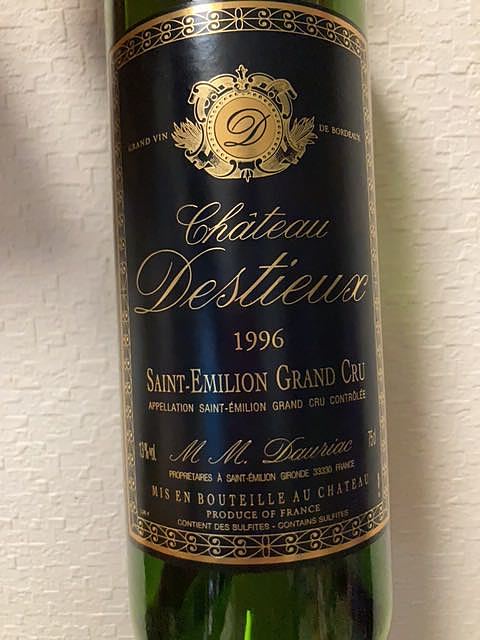 GRAND VIN D DE BORDEAUX
Château
Destieux
1996
SAINT-EMILION GRAND CRU
APPELLATION SAINT-ÉMILION GRAND CRU CONTRÔLÉE
13%vol M M. Dauriac 75cl
PROPRIÉTAIRES À SAINT-ÉMILION GIRONDE 33330 FRANCE
MIS EN BOUTEILLE AU CHATEAU
PRODUCE OF FRANCE
CONTIENT DES SULFITES - CONTAINS SULFITES